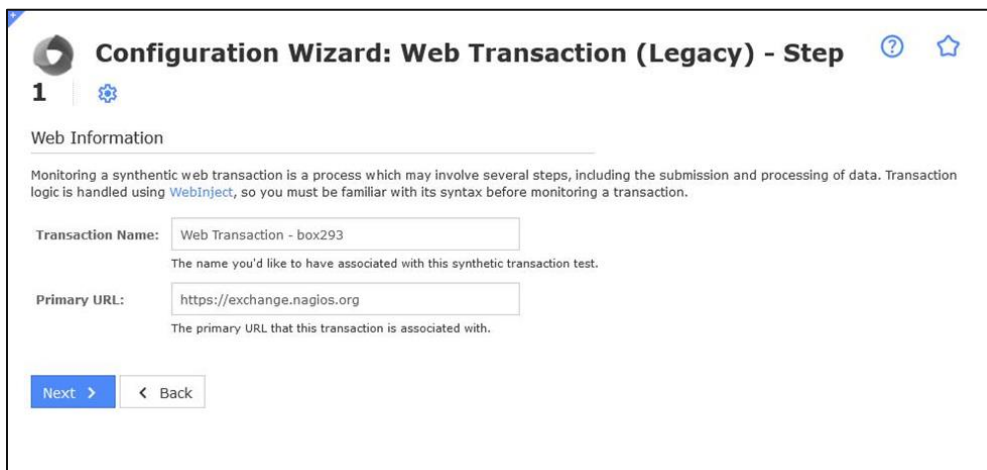 Configuration Wizard: Web Transaction (Legacy) - Step
1
Web Information
Monitoring a synthentic web transaction is a process which may involve several steps, including the submission and processing of data. Transaction
logic is handled using WebInject, so you must be familiar with its syntax before monitoring a transaction.
Transaction Name: Web Transaction - box293
The name you'd like to have associated with this synthetic transaction test.
Primary URL: https://exchange.nagios.org
The primary URL that this transaction is associated with.
Next > < Back